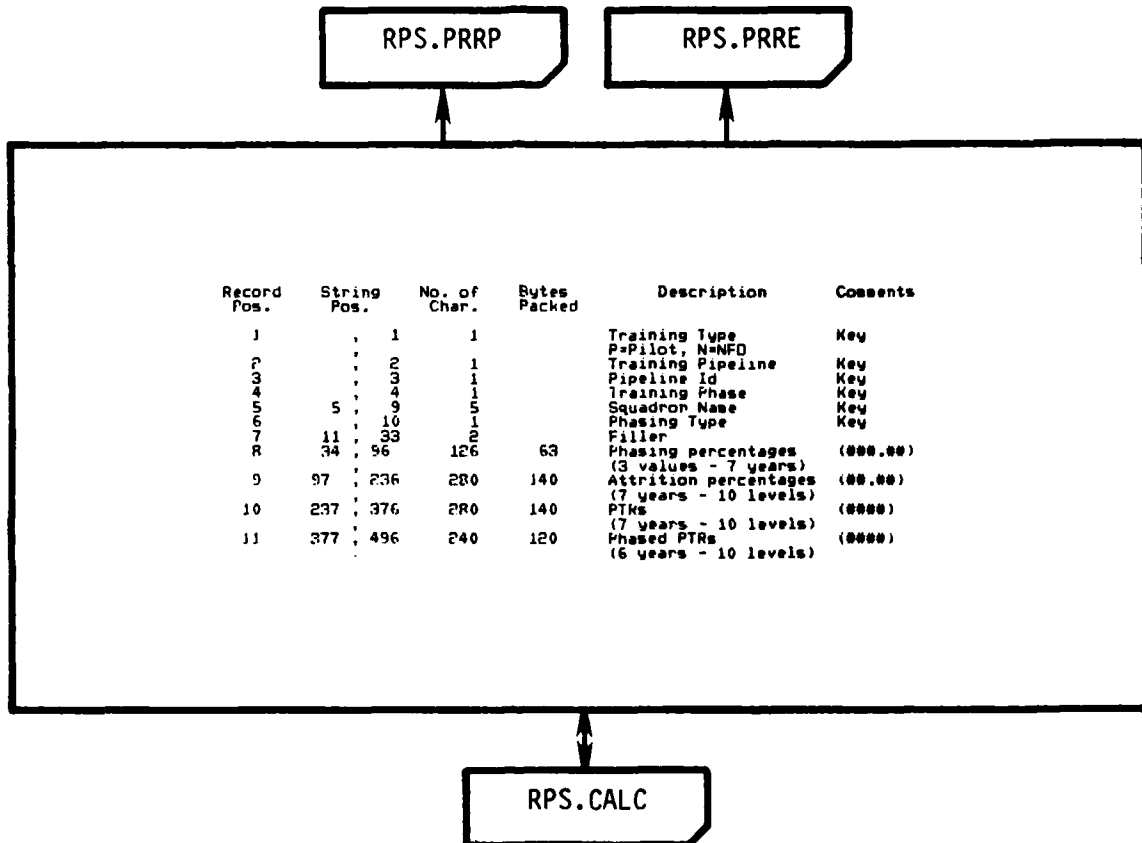 RPS.PRRP RPS.PRRE
Record String No. of Bytes Description Comments
Pos. Pos. Char. Packed
1 , 1 1 Training Type Key
, P=Pilot, N=NFO
2 , 2 1 Training Pipeline Key
3 , 3 1 Pipeline Id Key
4 , 4 1 Training Phase Key
5 5 , 9 5 Squadron Name Key
6 , 10 1 Phasing Type Key
7 11 , 33 2 Filler
8 34 , 96 126 63 Phasing percentages (###.##)
(3 values - 7 years)
9 97 , 236 280 140 Attrition percentages (##.##)
(7 years - 10 levels)
10 237 , 376 280 140 PTRs (####)
(7 years - 10 levels)
11 377 , 496 240 120 Phased PTRs (####)
(6 years - 10 levels)
RPS.CALC